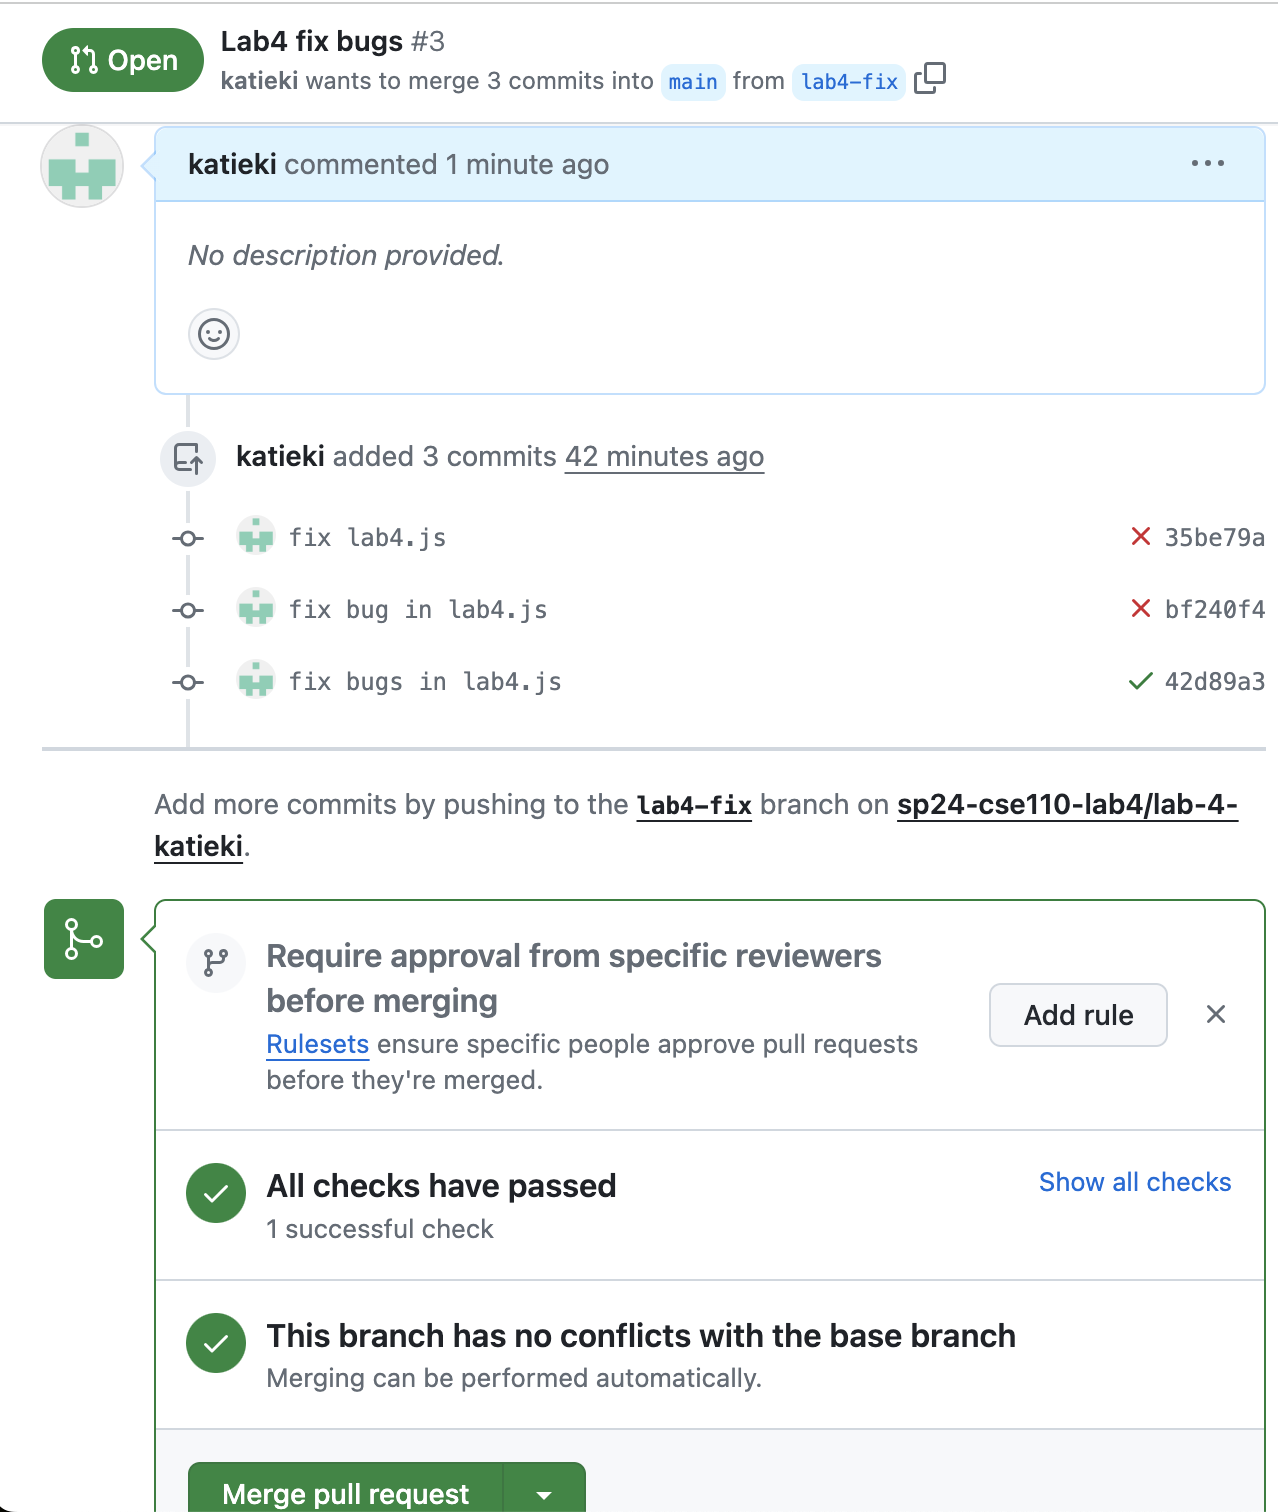 Open
Lab4 fix bugs #3
katieki wants to merge 3 commits into main from lab4-fix
katieki commented 1 minute ago
No description provided.
katieki added 3 commits 42 minutes ago
fix lab4.js 35be79a
fix bug in lab4.js bf240f4
fix bugs in lab4.js 42d89a3
Add more commits by pushing to the lab4-fix branch on sp24-cse110-lab4/lab-4-
katieki.
Require approval from specific reviewers
before merging
Rulesets ensure specific people approve pull requests
before they're merged.
Add rule
All checks have passed
1 successful check
Show all checks
This branch has no conflicts with the base branch
Merging can be performed automatically.
Merge pull request